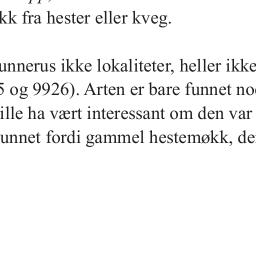 kk fra hester eller kveg.
unnerus ikke lokaliteter, heller ikke
5 og 9926). Arten er bare funnet no
ille ha vært interessant om den var
unnet fordi gammel hestemøkk, de